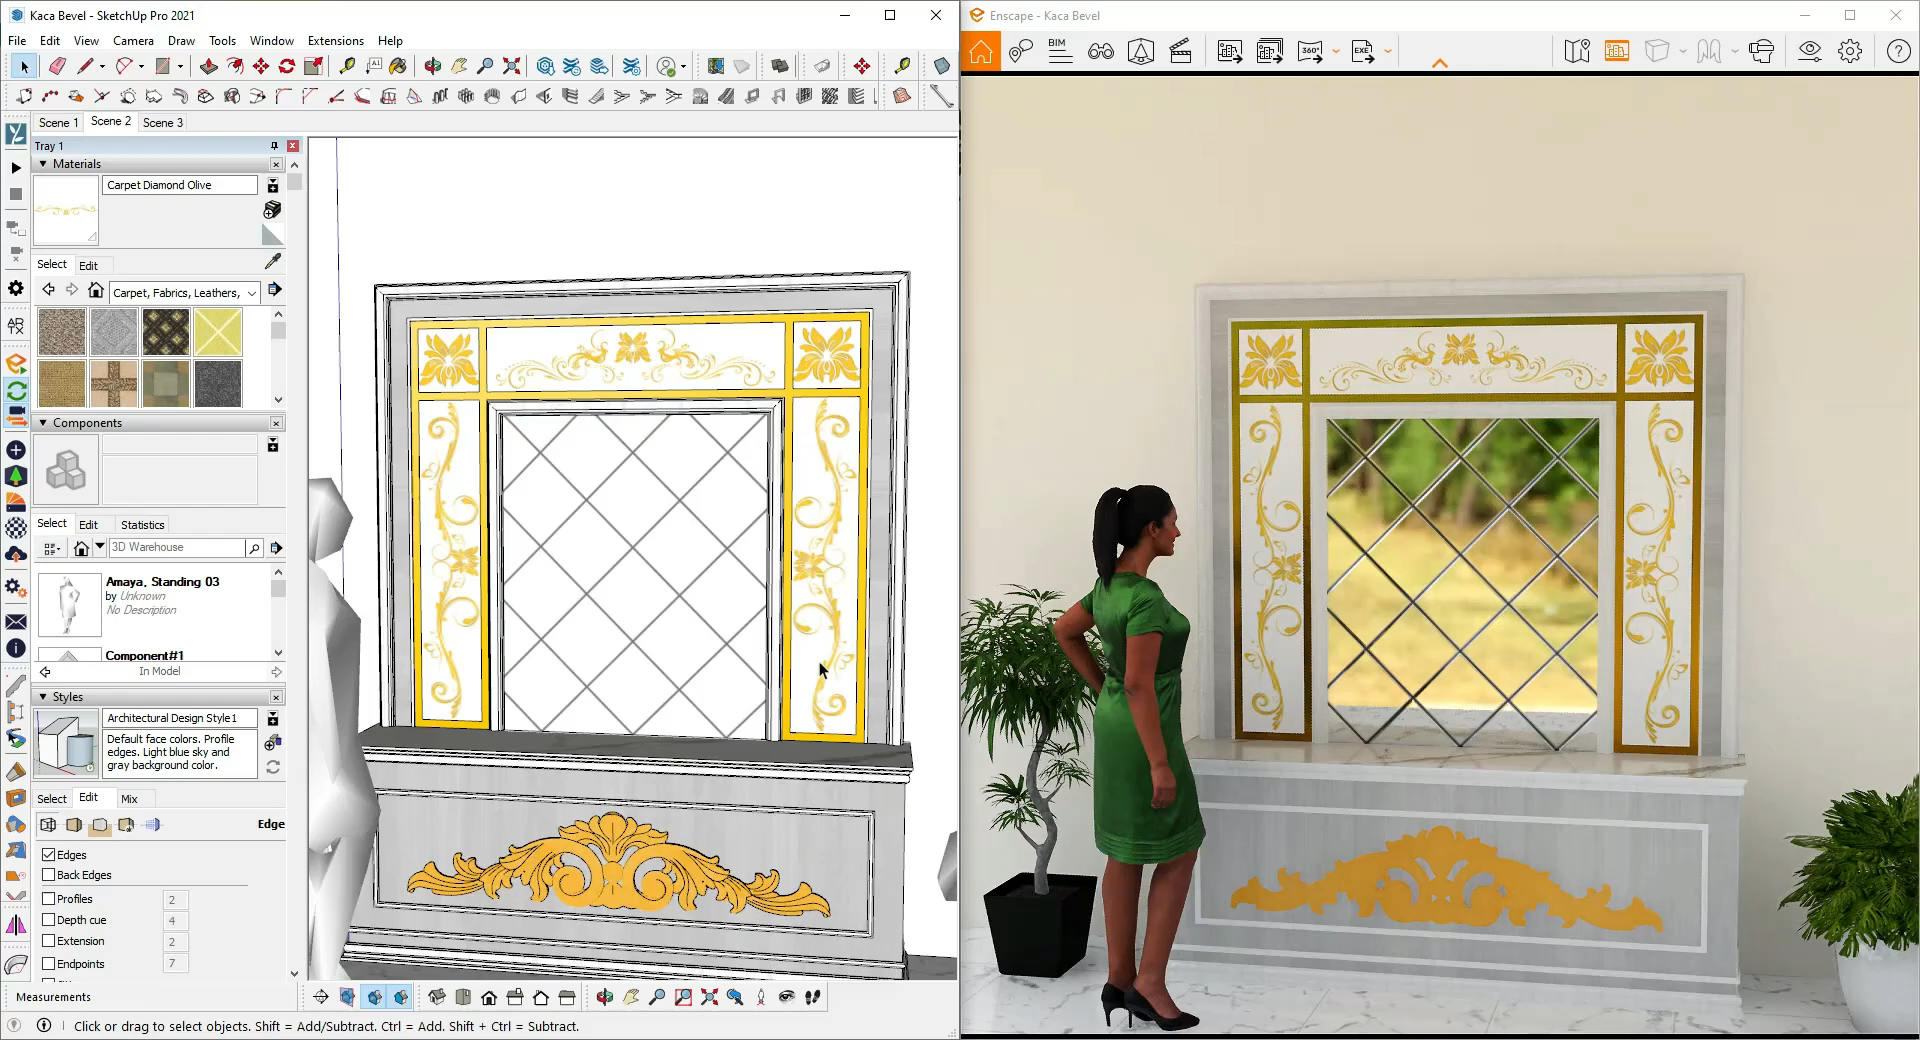 Kaca Bevel - SketchUp Pro 2021
File Edit View Camera Draw Tools Window Extensions Help
Scene 1 Scene 2 Scene 3
Tray 1
Materials
Carpet Diamond Olive
Select Edit
Carpet, Fabrics, Leathers,
Components
Select Edit Statistics
3D Warehouse
Amaya, Standing 03
by Unknown
No Description
Component#1
In Model
Styles
Architectural Design Style1
Default face colors. Profile
edges. Light blue sky and
gray background color.
Select Edit Mix
Edge
Edges
Back Edges
Profiles 2
Depth cue 4
Extension 2
Endpoints 7
Measurements
Click or drag to select objects. Shift = Add/Subtract. Ctrl = Add. Shift + Ctrl = Subtract.
Enscape - Kaca Bevel
BIM
360°
EXE